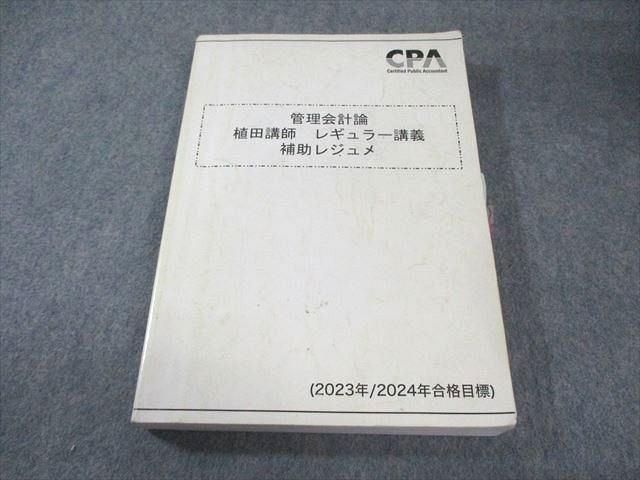 CPA
Certified Public Accountant
管理会計論
植田講師　レギュラー講義
補助レジュメ
(2023年/2024年合格目標)